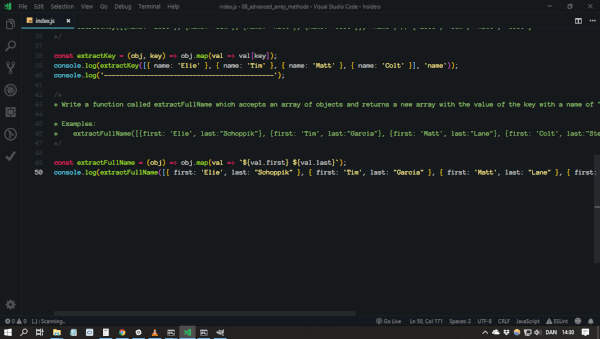 File Edit Selection View Go Debug Terminal Help
index.js - 08_advanced_array_methods - Visual Studio Code - Insiders
index.js
*/
const extractKey = (obj, key) => obj.map(val => val[key]);
console.log(extractKey([{ name: 'Elie' }, { name: 'Tim' }, { name: 'Matt' }, { name: 'Colt' }], 'name'));
/*
* Write a function called extractFullName which accepts an array of objects and returns a new array with the value of the key with a name of "
* Examples:
* extractFullName([{first: 'Elie', last:"Schoppik"}, {first: 'Tim', last:"Garcia"}, {first: 'Matt', last:"Lane"}, {first: 'Colt', last:"Ste
*/
const extractFullName = (obj) => obj.map(val => `${val.first} ${val.last}`);
50 console.log(extractFullName([{ first: 'Elie', last: "Schoppik" }, { first: 'Tim', last: "Garcia" }, { first: 'Matt', last: "Lane" }, { first:
0 0 Scanning... Go Live Ln 50, Col 171 Spaces: 2 UTF-8 CRLF JavaScript ESLint
DAN 14:30